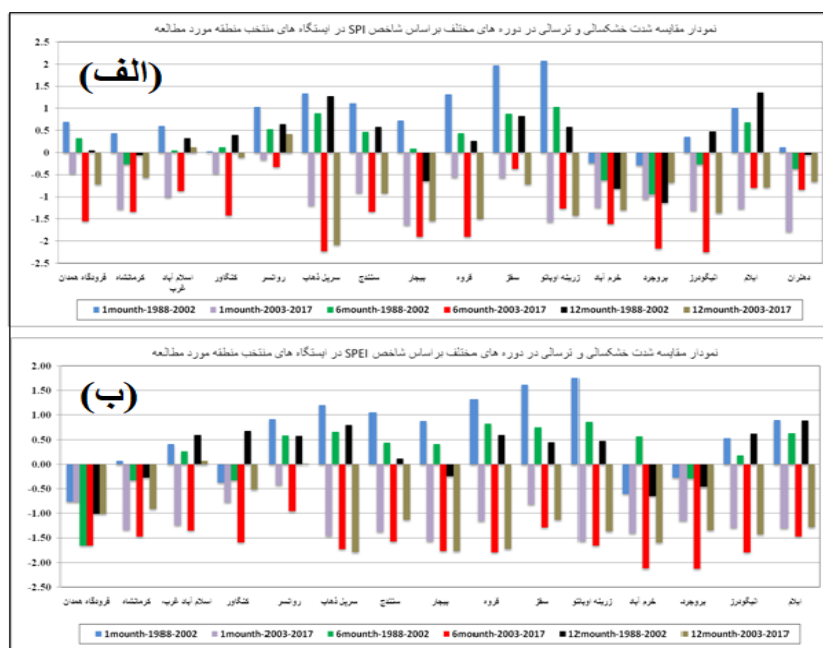 نمودار مقایسه شدت خشکسالی و ترسالی در دوره های مختلف براساس شاخص SPI در ایستگاه های منتخب منطقه مورد مطالعه
(الف)
2.5
2
1.5
1
0.5
0
-0.5
-1
-1.5
-2
-2.5
فرودگاه همدان
کرمانشاه
اسلام آباد غرب
کنگاور
روانسر
سرپل ذهاب
سنندج
بیجار
قروه
سقز
زرینه اوباتو
خرم آباد
بروجرد
الیگودرز
ایلام
دهلران
1mounth-1988-2002 1mounth-2003-2017 6mounth-1988-2002 6mounth-2003-2017 12mounth-1988-2002 12mounth-2003-2017
نمودار مقایسه شدت خشکسالی و ترسالی در دوره های مختلف براساس شاخص SPEI در ایستگاه های منتخب منطقه مورد مطالعه
(ب)
2.00
1.50
1.00
0.50
0.00
-0.50
-1.00
-1.50
-2.00
-2.50
فرودگاه همدان
کرمانشاه
اسلام آباد غرب
کنگاور
روانسر
سرپل ذهاب
سنندج
بیجار
قروه
سقز
زرینه اوباتو
خرم آباد
بروجرد
الیگودرز
ایلام
1mounth-1988-2002 1mounth-2003-2017 6mounth-1988-2002 6mounth-2003-2017 12mounth-1988-2002 12mounth-2003-2017